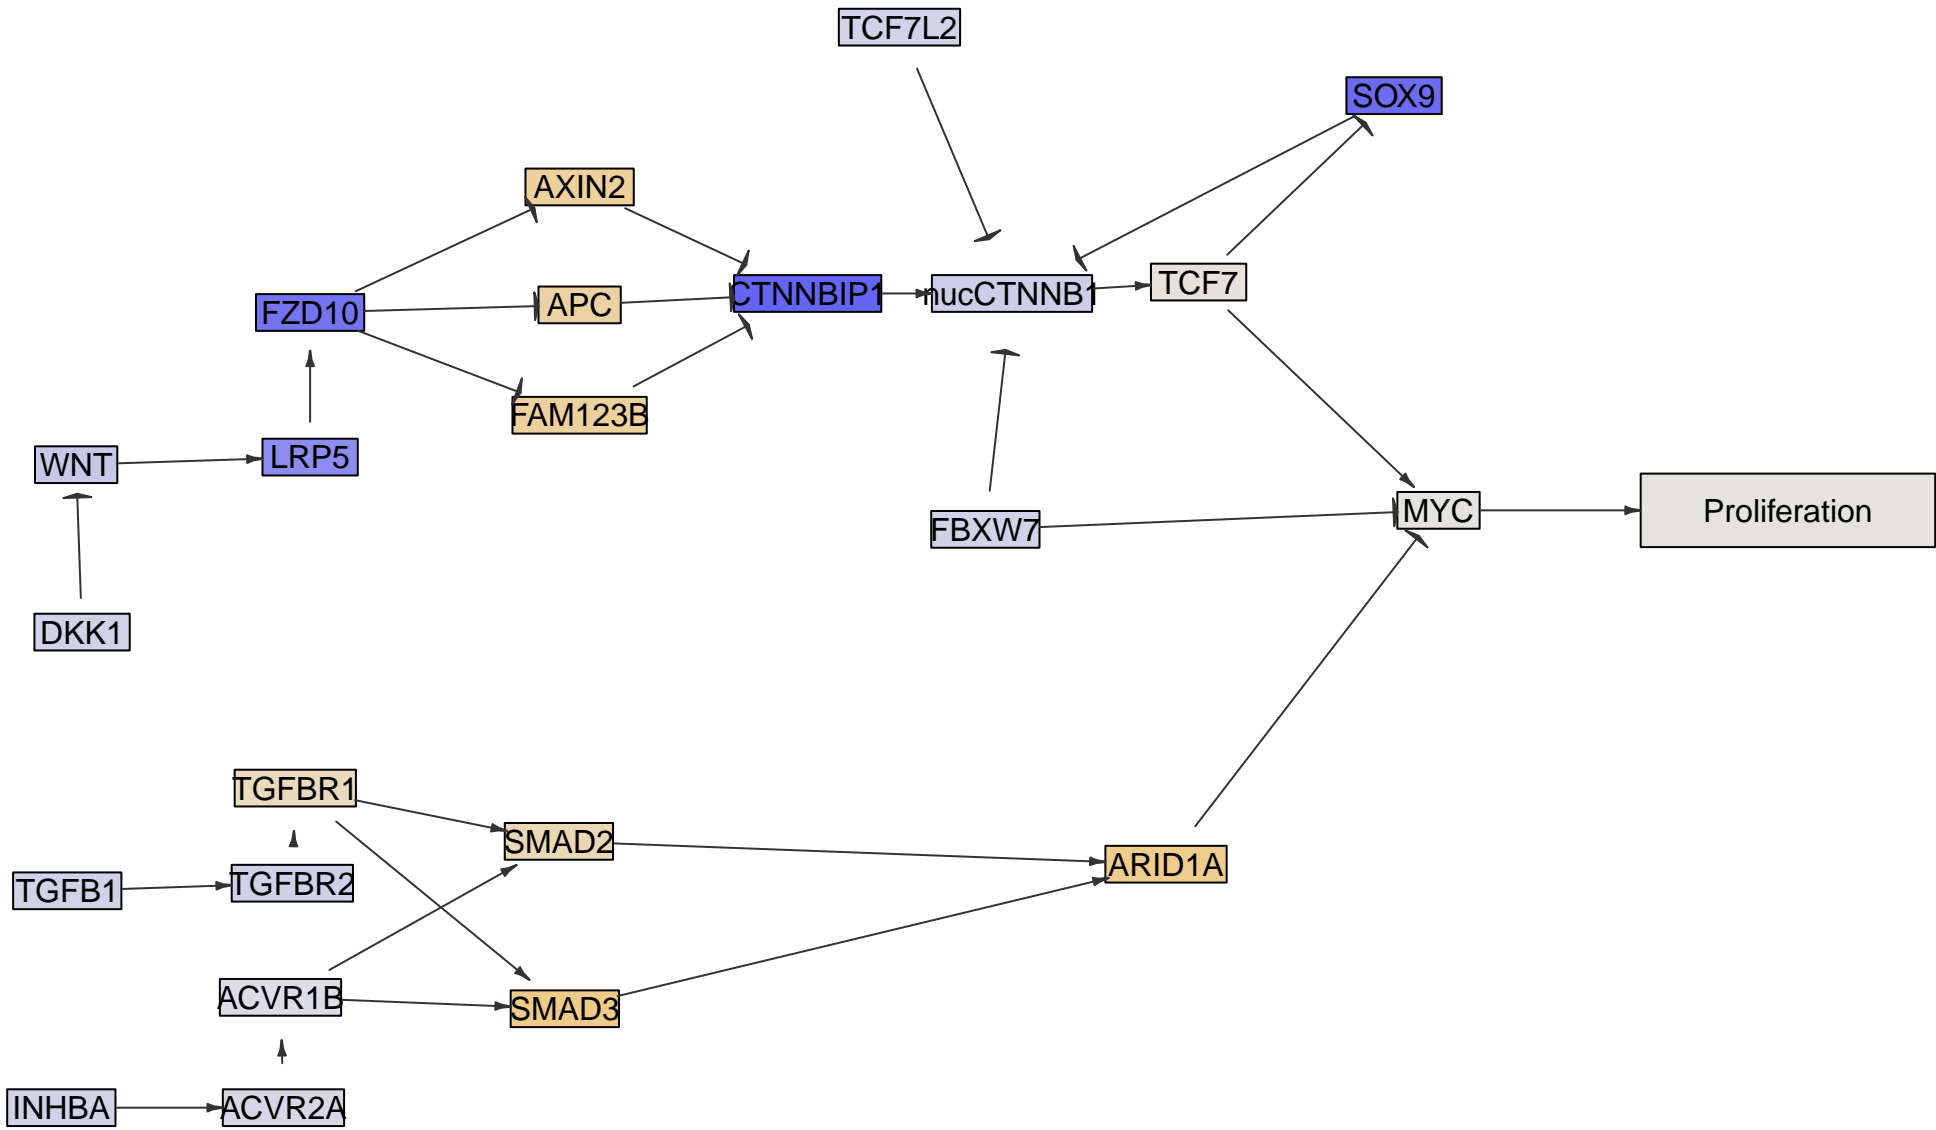 TCF7L2
SOX9
AXIN2
TCF7
CTNNBIP1
nucCTNNB1
APC
FZD10
FAM123B
LRP5
WNT
MYC
Proliferation
FBXW7
DKK1
TGFBR1
SMAD2
ARID1A
TGFBR2
TGFB1
ACVR1B
SMAD3
INHBA
ACVR2A